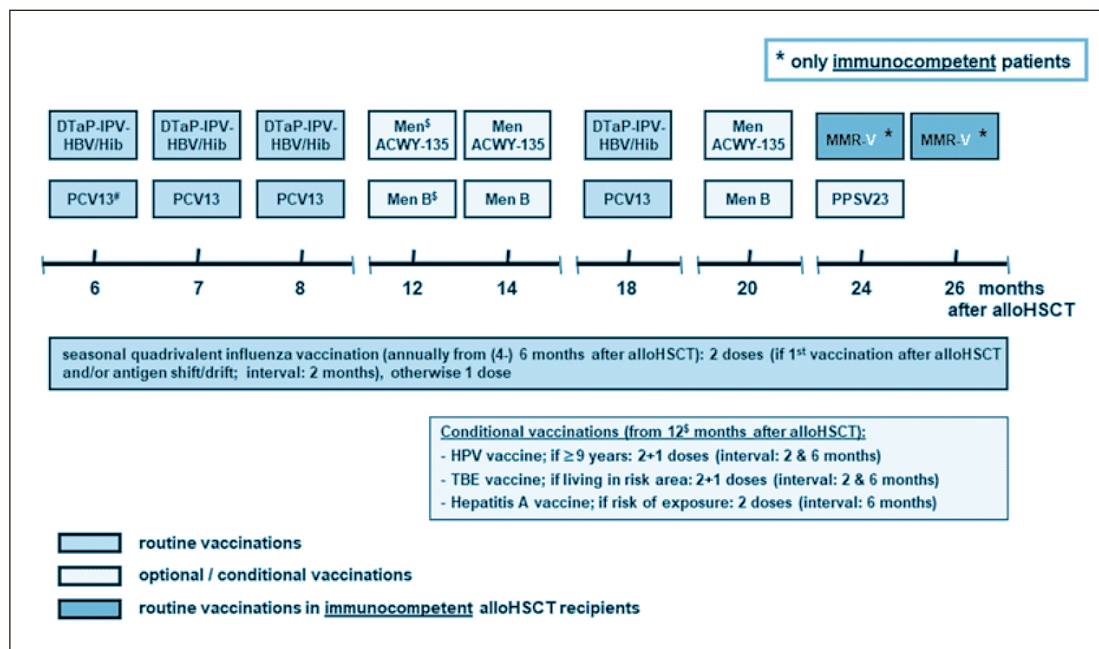 * only immunocompetent patients
DTaP-IPV-
HBV/Hib
DTaP-IPV-
HBV/Hib
DTaP-IPV-
HBV/Hib
Men$
ACWY-135
Men
ACWY-135
DTaP-IPV-
HBV/Hib
Men
ACWY-135
MMR-V *
MMR-V *
PCV13#
PCV13
PCV13
Men B$
Men B
PCV13
Men B
PPSV23
6 7 8 12 14 18 20 24 26 months
after alloHSCT
seasonal quadrivalent influenza vaccination (annually from (4-) 6 months after alloHSCT): 2 doses (if 1st vaccination after alloHSCT
and/or antigen shift/drift; interval: 2 months), otherwise 1 dose
Conditional vaccinations (from 12$ months after alloHSCT):
- HPV vaccine; if ≥9 years: 2+1 doses (interval: 2 & 6 months)
- TBE vaccine; if living in risk area: 2+1 doses (interval: 2 & 6 months)
- Hepatitis A vaccine; if risk of exposure: 2 doses (interval: 6 months)
routine vaccinations
optional / conditional vaccinations
routine vaccinations in immunocompetent alloHSCT recipients